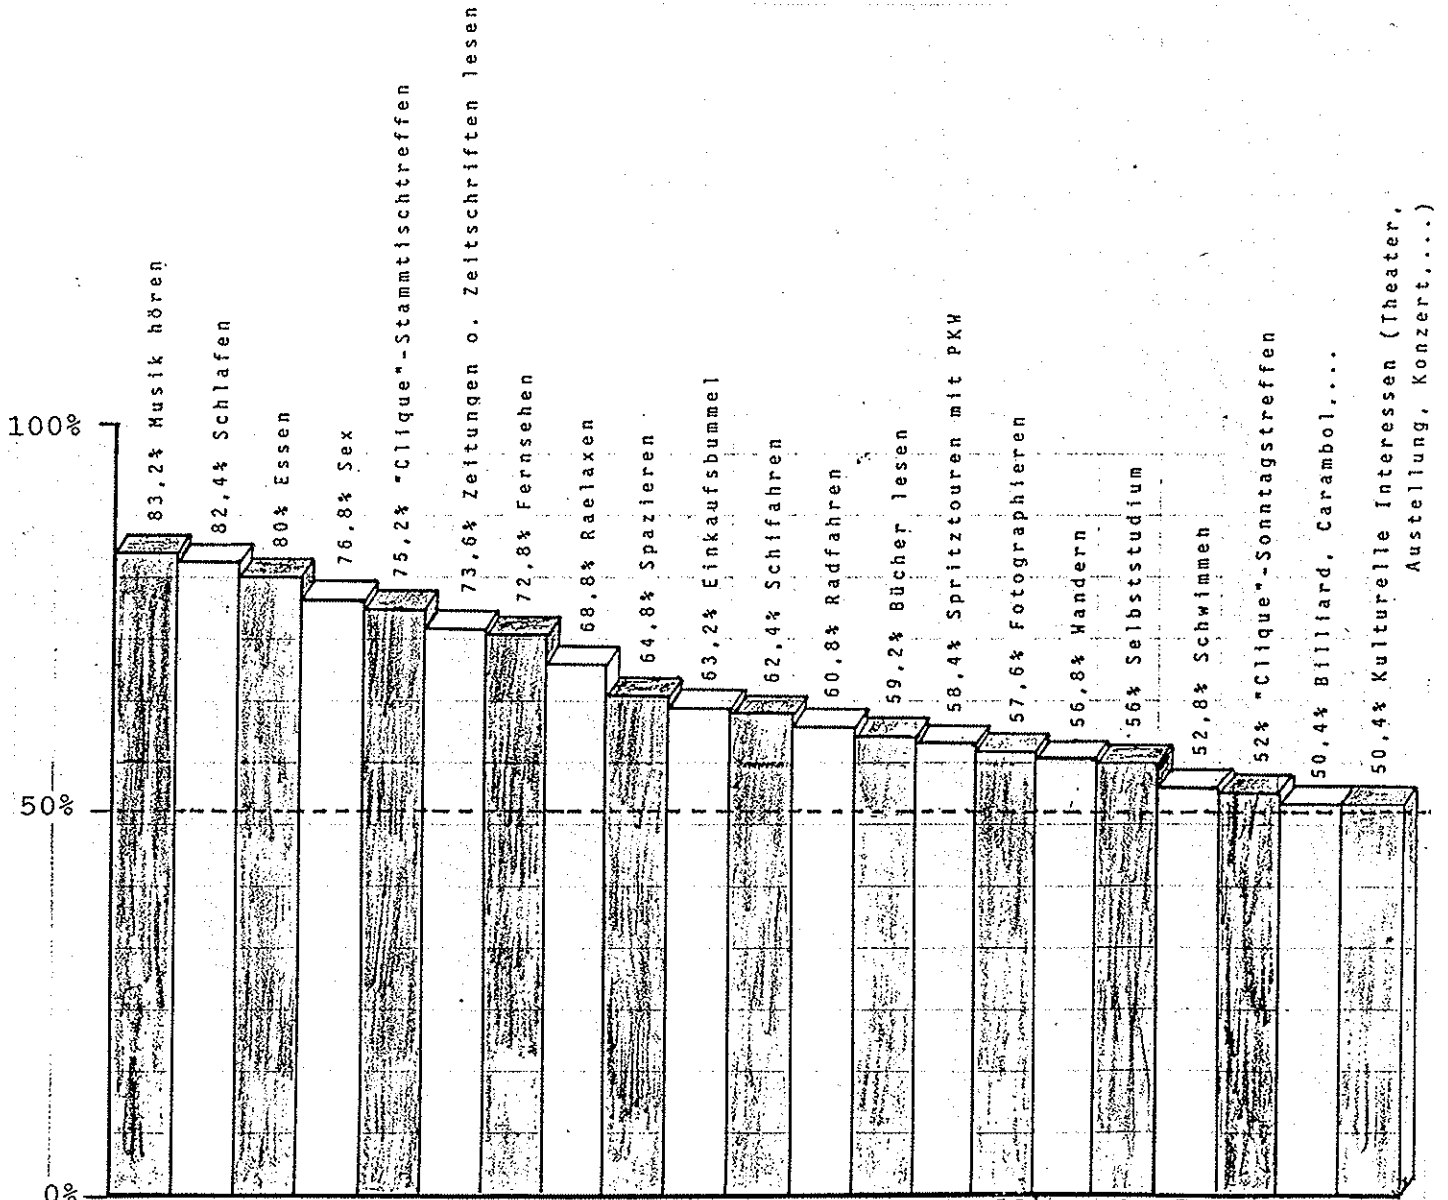 100%
50%
0%
83,2% Musik hören
82,4% Schlafen
80% Essen
76,8% Sex
75,2% "Clique"-Stammtischtreffen
73,6% Zeitungen o. Zeitschriften lesen
72,8% Fernsehen
68,8% Raelaxen
64,8% Spazieren
63,2% Einkaufsbummel
62,4% Schifahren
60,8% Radfahren
59,2% Bücher lesen
58,4% Spritztouren mit PKW
57,6% Fotographieren
56,8% Wandern
56% Selbststudium
52,8% Schwimmen
52% "Clique"-Sonntagstreffen
50,4% Billiard, Carambol,...
50,4% Kulturelle Interessen (Theater,
Austellung, Konzert,...)